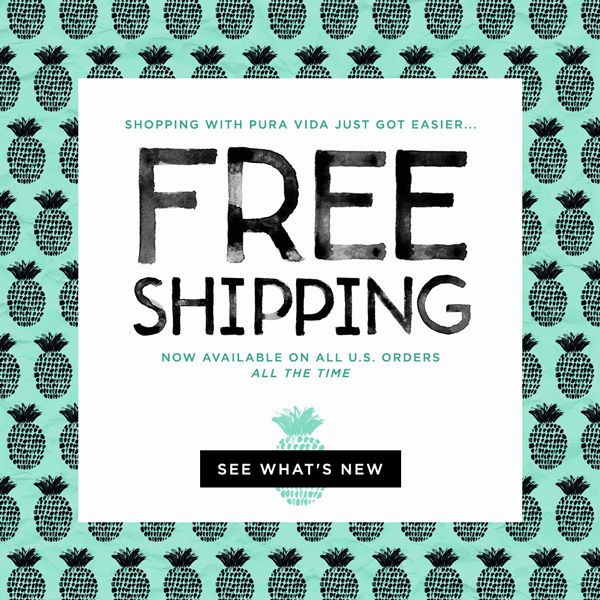 SHOPPING WITH PURA VIDA JUST GOT EASIER...
FREE
SHIPPING
NOW AVAILABLE ON ALL U.S. ORDERS
ALL THE TIME
SEE WHAT'S NEW